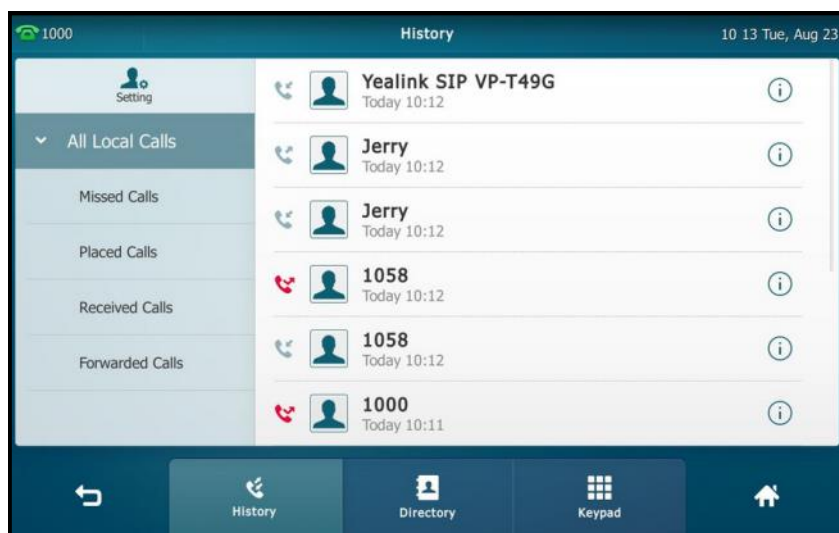 1000
History
10 13 Tue, Aug 23
Setting
All Local Calls
Missed Calls
Placed Calls
Received Calls
Forwarded Calls
Yealink SIP VP-T49G
Today 10:12
Jerry
Today 10:12
Jerry
Today 10:12
1058
Today 10:12
1058
Today 10:12
1000
Today 10:11
History
Directory
Keypad